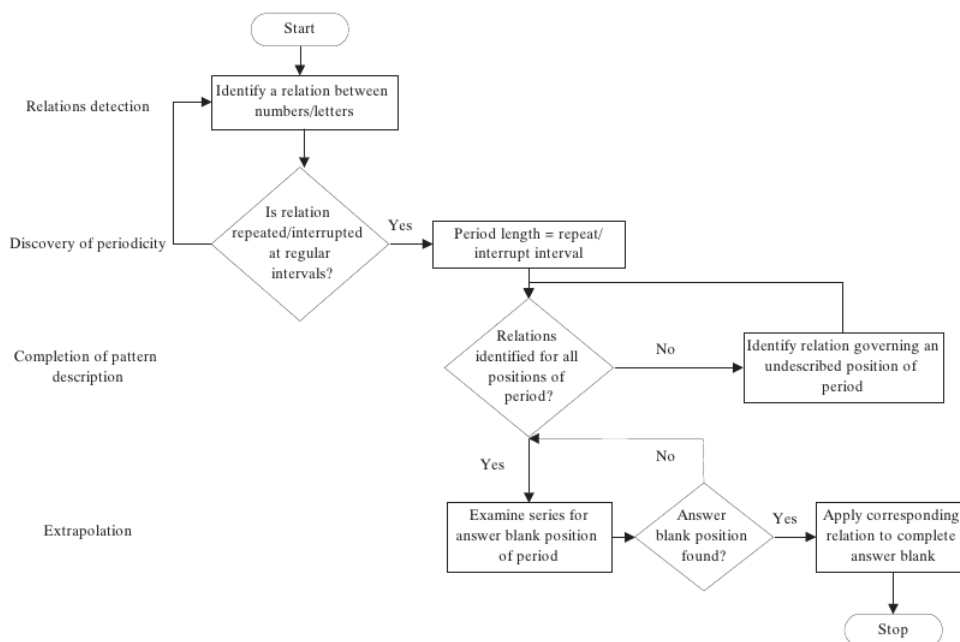 Start
Relations detection
Identify a relation between
numbers/letters
Discovery of periodicity
Is relation
repeated/interrupted
at regular
intervals?
Yes
Period length = repeat/
interrupt interval
Completion of pattern
description
Relations
identified for all
positions of
period?
No
Identify relation governing an
undescribed position of
period
Yes
No
Extrapolation
Examine series for
answer blank position
of period
Answer
blank position
found?
Yes
Apply corresponding
relation to complete
answer blank
Stop